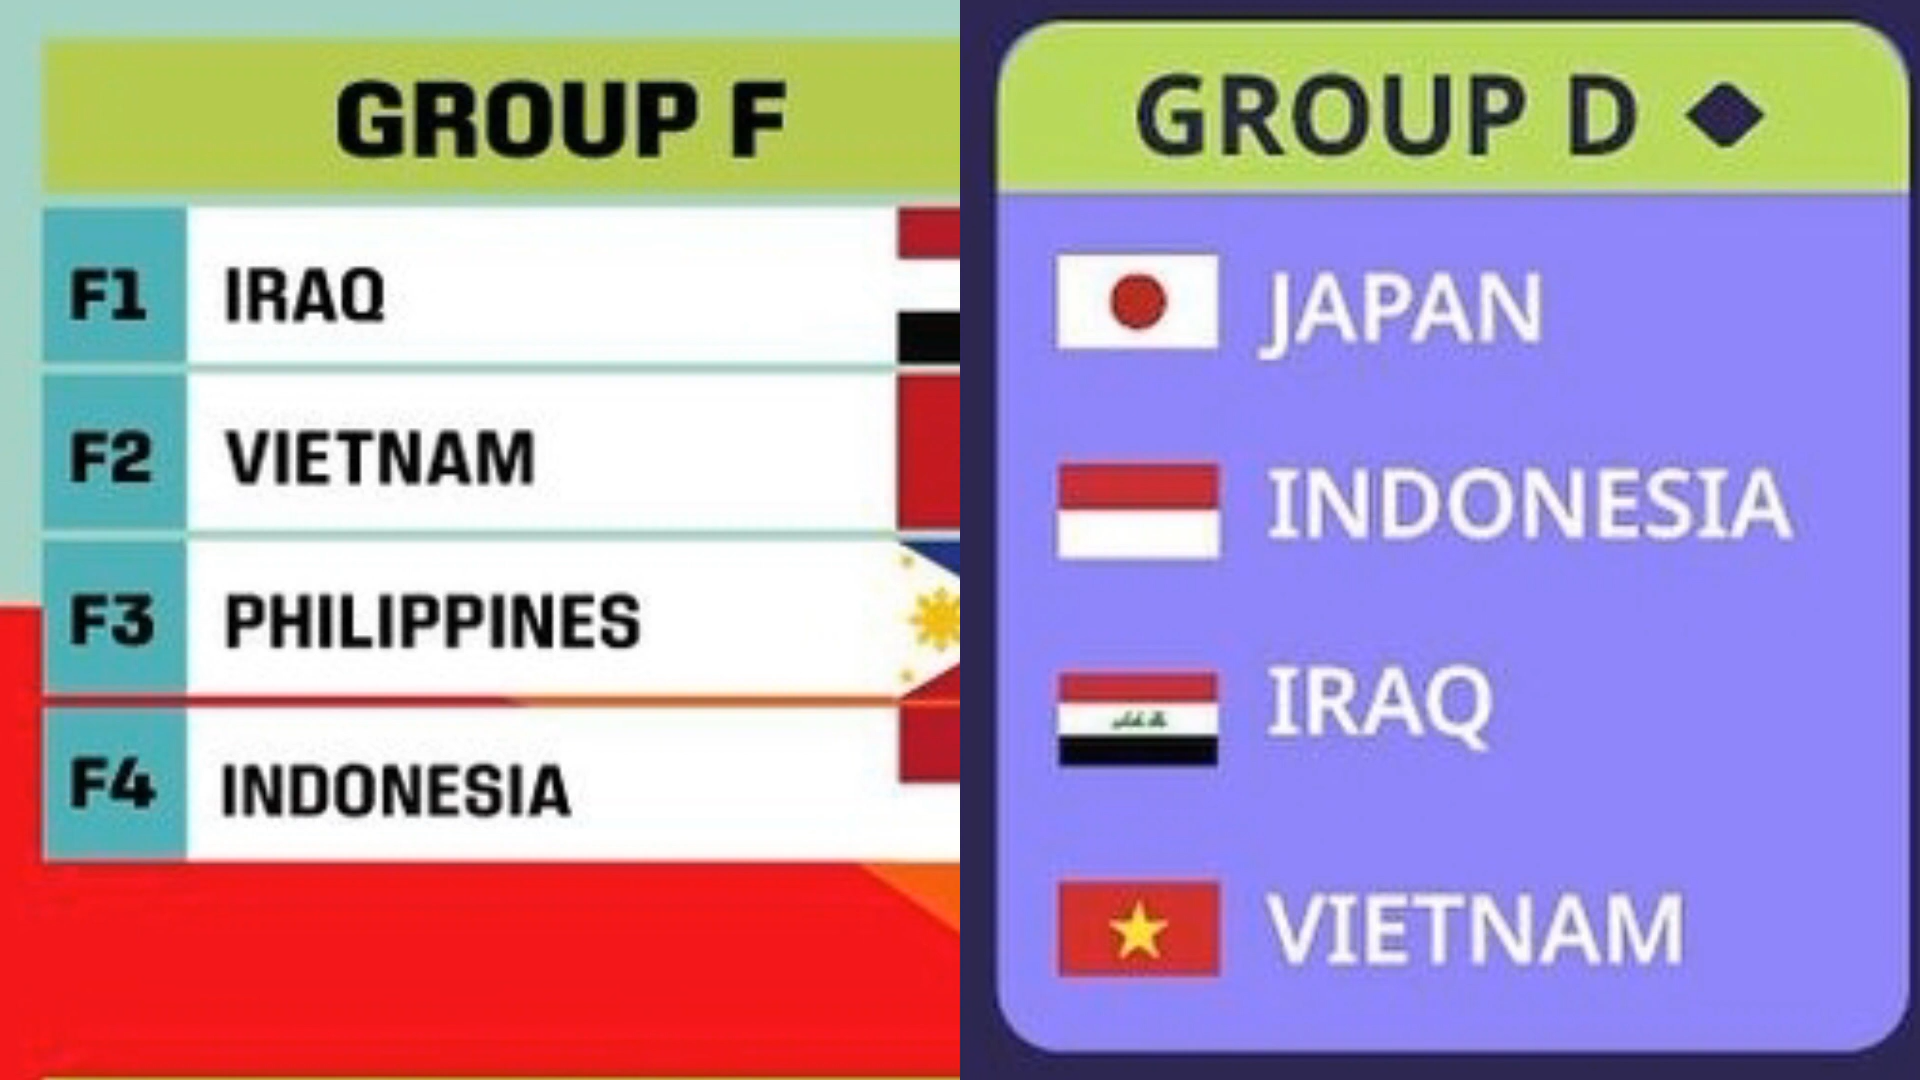 GROUP F
F1 IRAQ
F2 VIETNAM
F3 PHILIPPINES
F4 INDONESIA
GROUP D
JAPAN
INDONESIA
IRAQ
VIETNAM